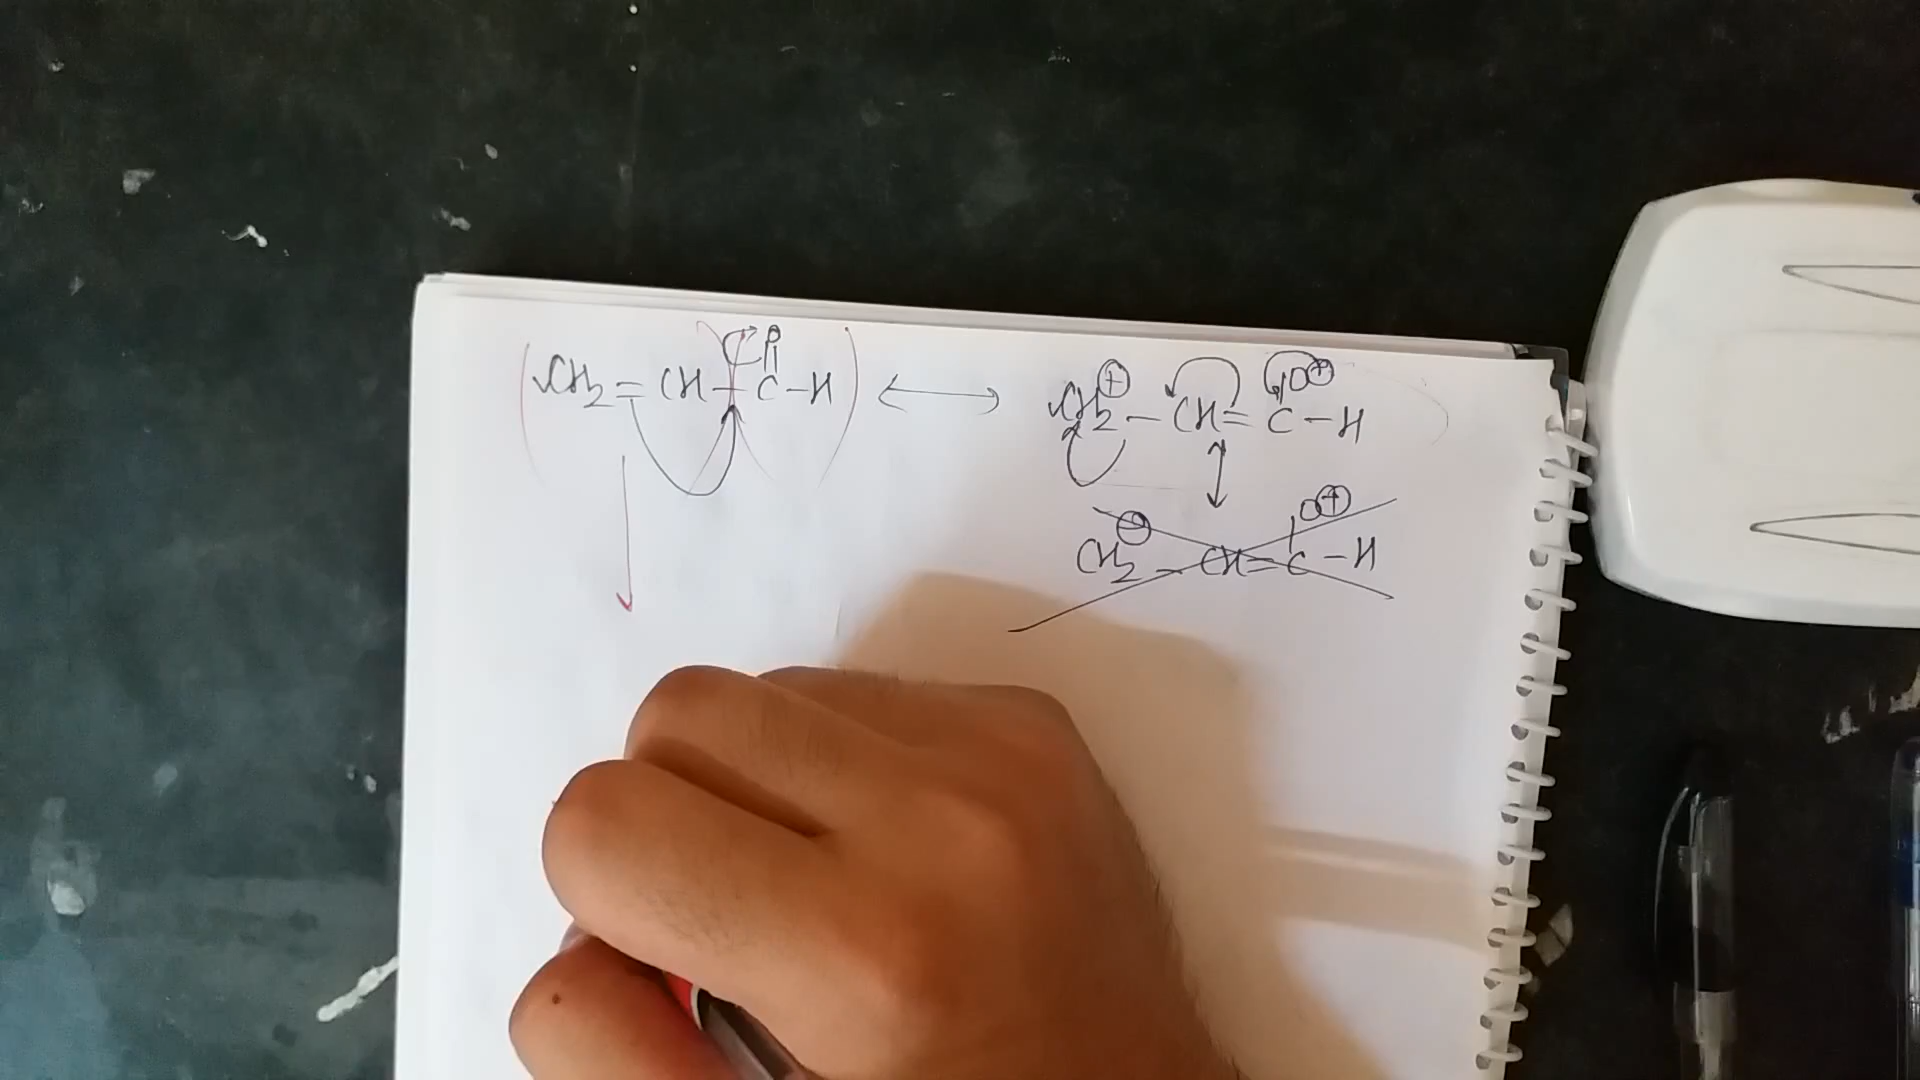 O
CH2 = CH - C - H ⟷ CH2⊕ - CH = C - H
O⊕
CH2⊖ - CH = C - H
O⊕